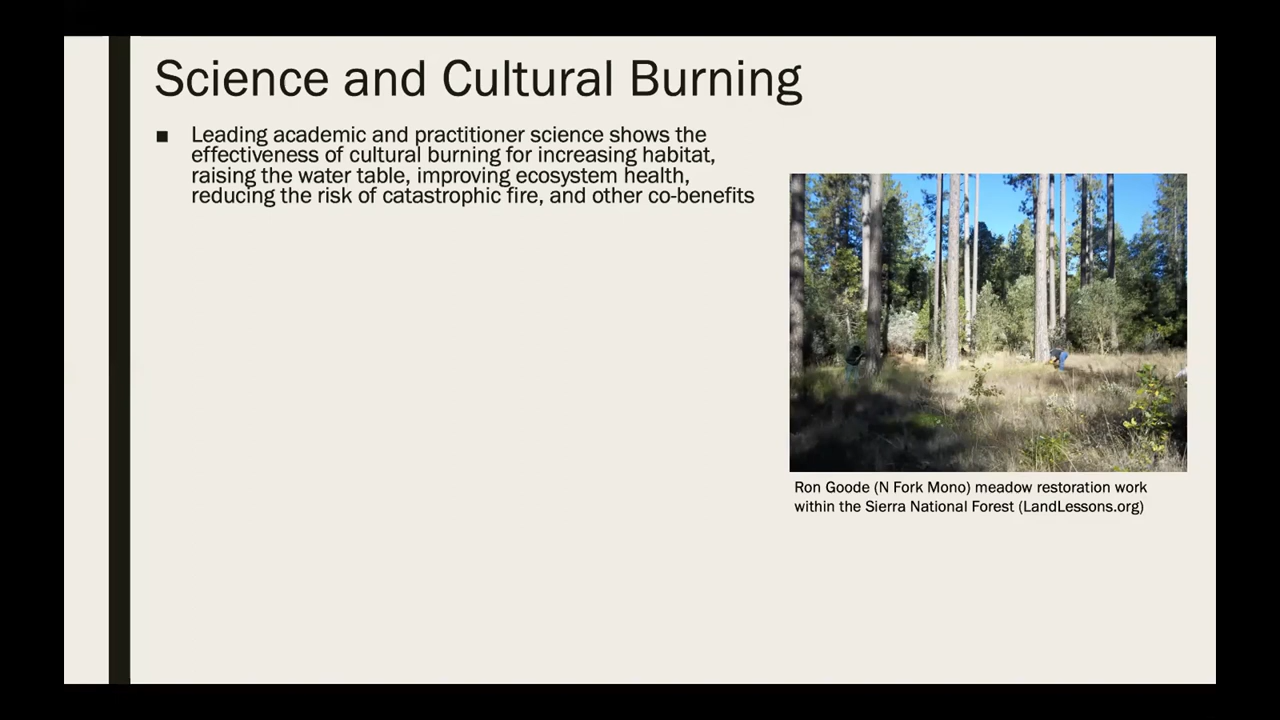 Science and Cultural Burning
Leading academic and practitioner science shows the
effectiveness of cultural burning for increasing habitat,
raising the water table, improving ecosystem health,
reducing the risk of catastrophic fire, and other co-benefits
Ron Goode (N Fork Mono) meadow restoration work
within the Sierra National Forest (LandLessons.org)